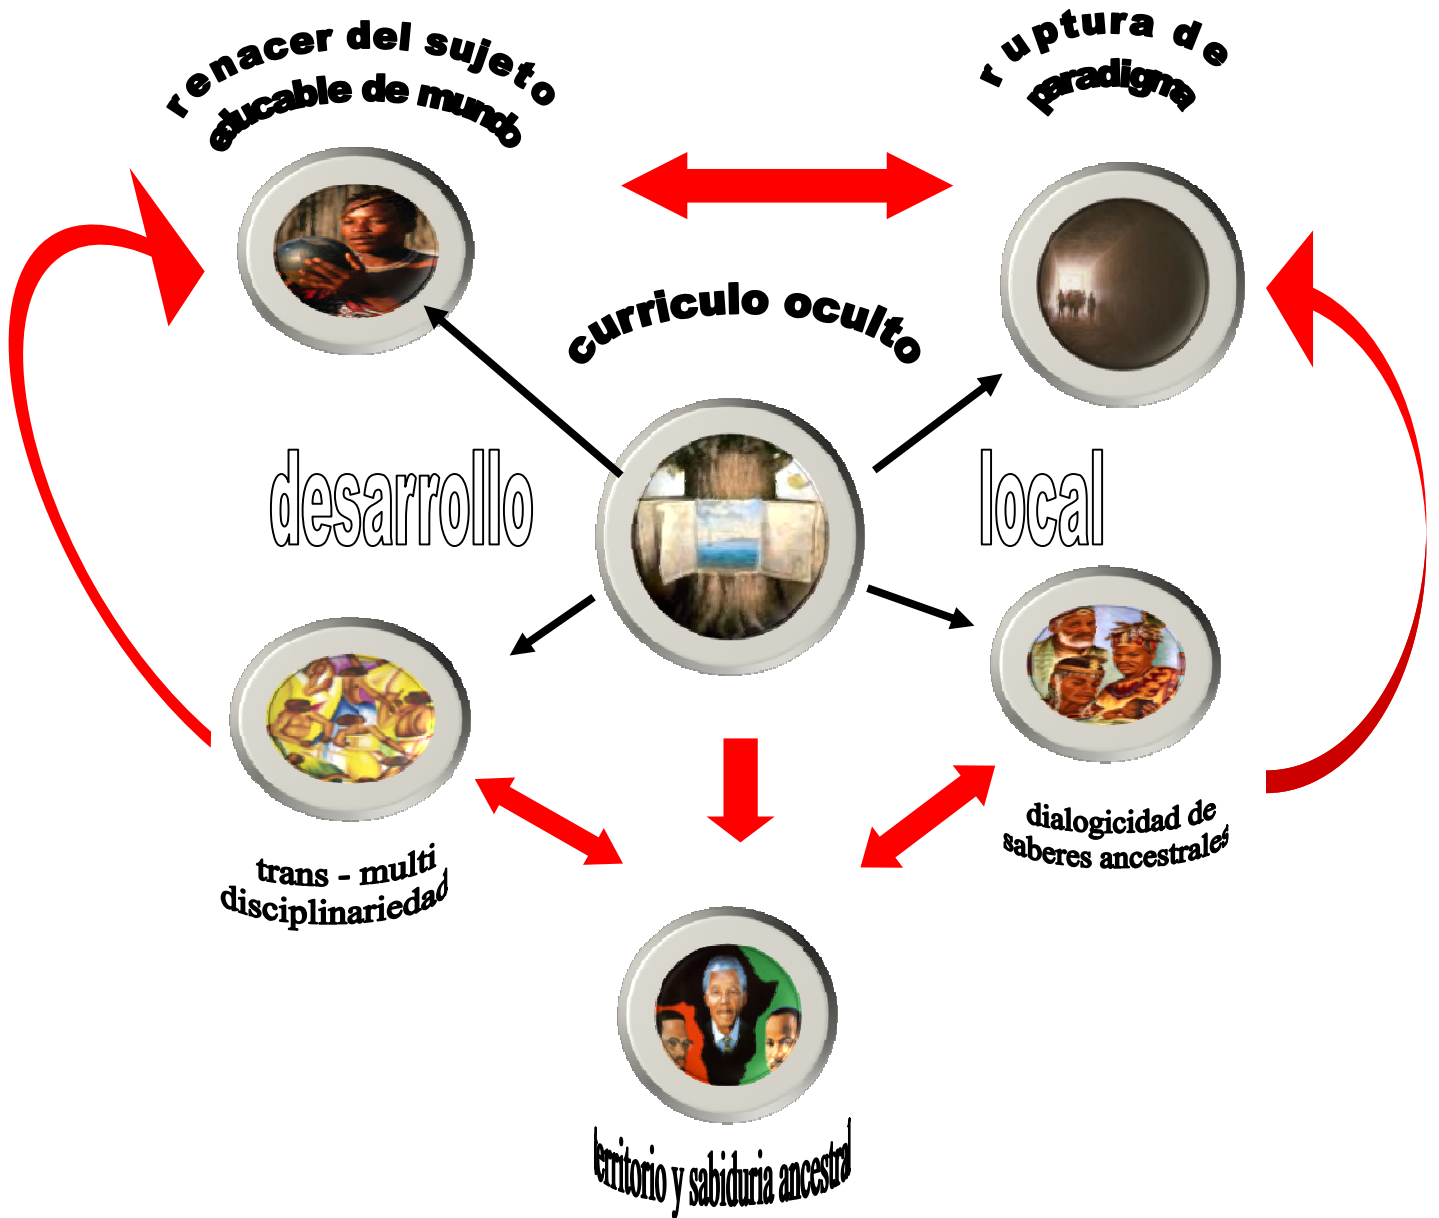 renacer del sujeto
educable de mundo
ruptura de
paradigma
curriculo oculto
desarrollo
local
trans - multi
disciplinariedad
dialogicidad de
saberes ancestrales
territorio y sabiduria ancestral